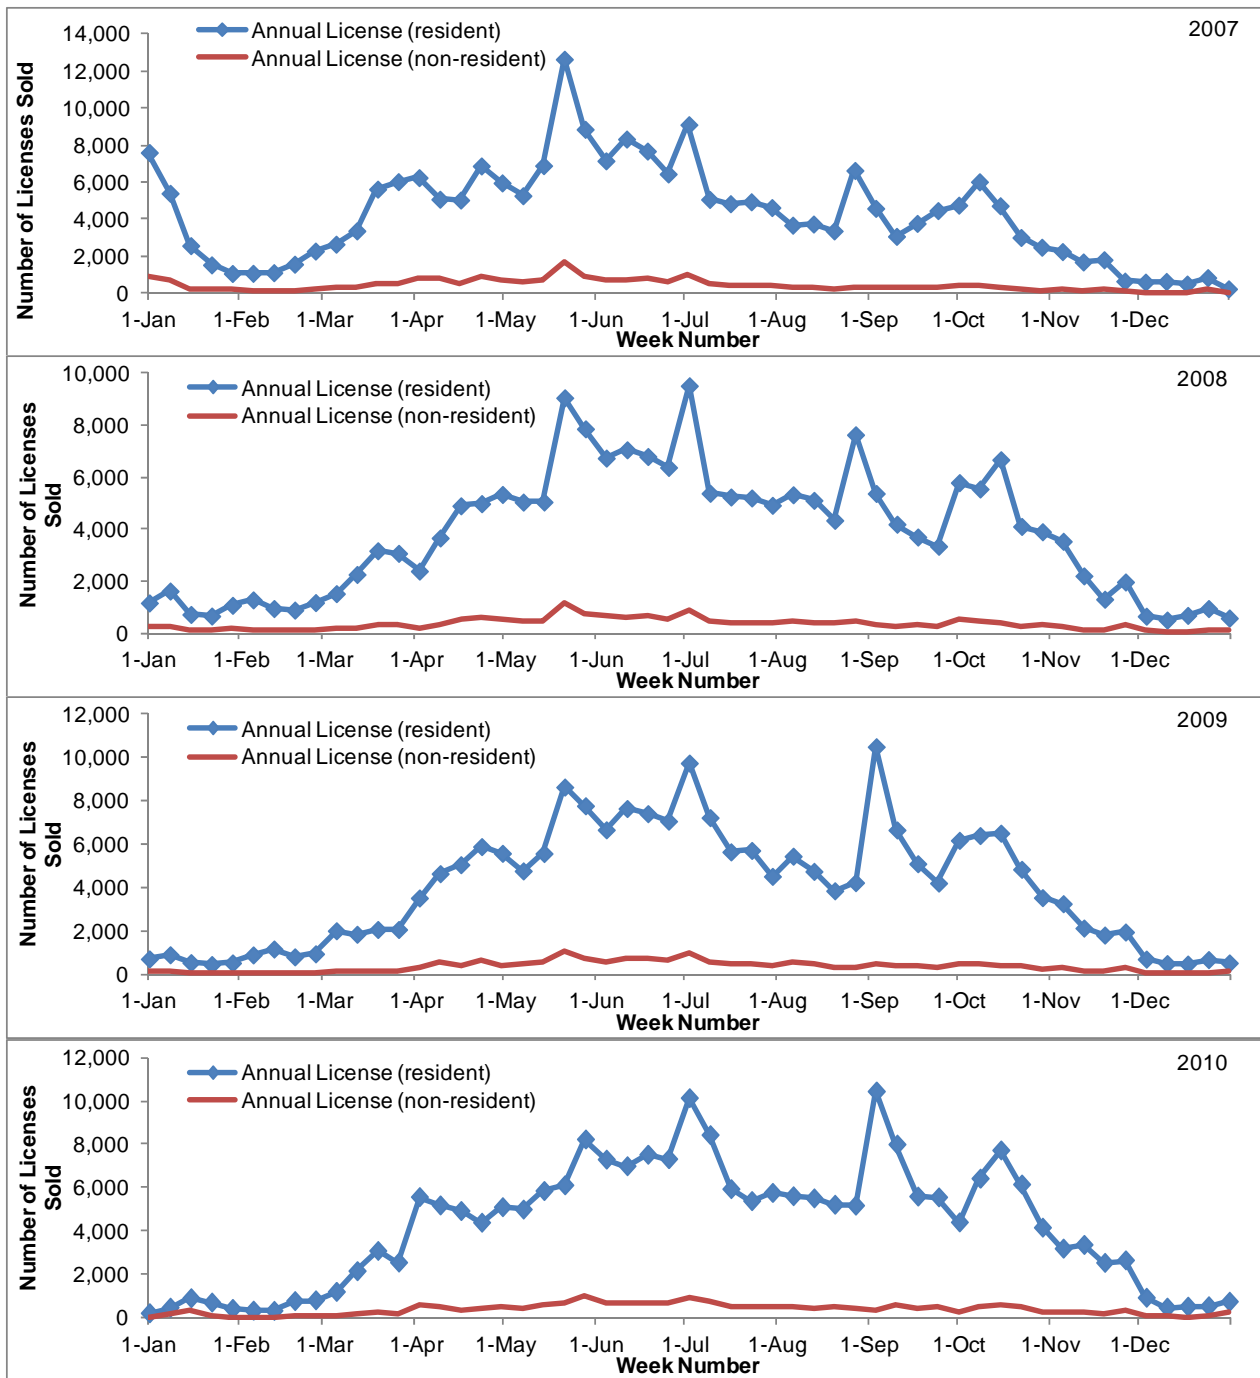 2007
Annual License (resident)
Annual License (non-resident)
Number of Licenses Sold
14,000
12,000
10,000
8,000
6,000
4,000
2,000
0
1-Jan 1-Feb 1-Mar 1-Apr 1-May 1-Jun 1-Jul 1-Aug 1-Sep 1-Oct 1-Nov 1-Dec
Week Number
2008
Annual License (resident)
Annual License (non-resident)
Number of Licenses
Sold
10,000
8,000
6,000
4,000
2,000
0
1-Jan 1-Feb 1-Mar 1-Apr 1-May 1-Jun 1-Jul 1-Aug 1-Sep 1-Oct 1-Nov 1-Dec
Week Number
2009
Annual License (resident)
Annual License (non-resident)
Number of Licenses
Sold
12,000
10,000
8,000
6,000
4,000
2,000
0
1-Jan 1-Feb 1-Mar 1-Apr 1-May 1-Jun 1-Jul 1-Aug 1-Sep 1-Oct 1-Nov 1-Dec
Week Number
2010
Annual License (resident)
Annual License (non-resident)
Number of Licenses
Sold
12,000
10,000
8,000
6,000
4,000
2,000
0
1-Jan 1-Feb 1-Mar 1-Apr 1-May 1-Jun 1-Jul 1-Aug 1-Sep 1-Oct 1-Nov 1-Dec
Week Number